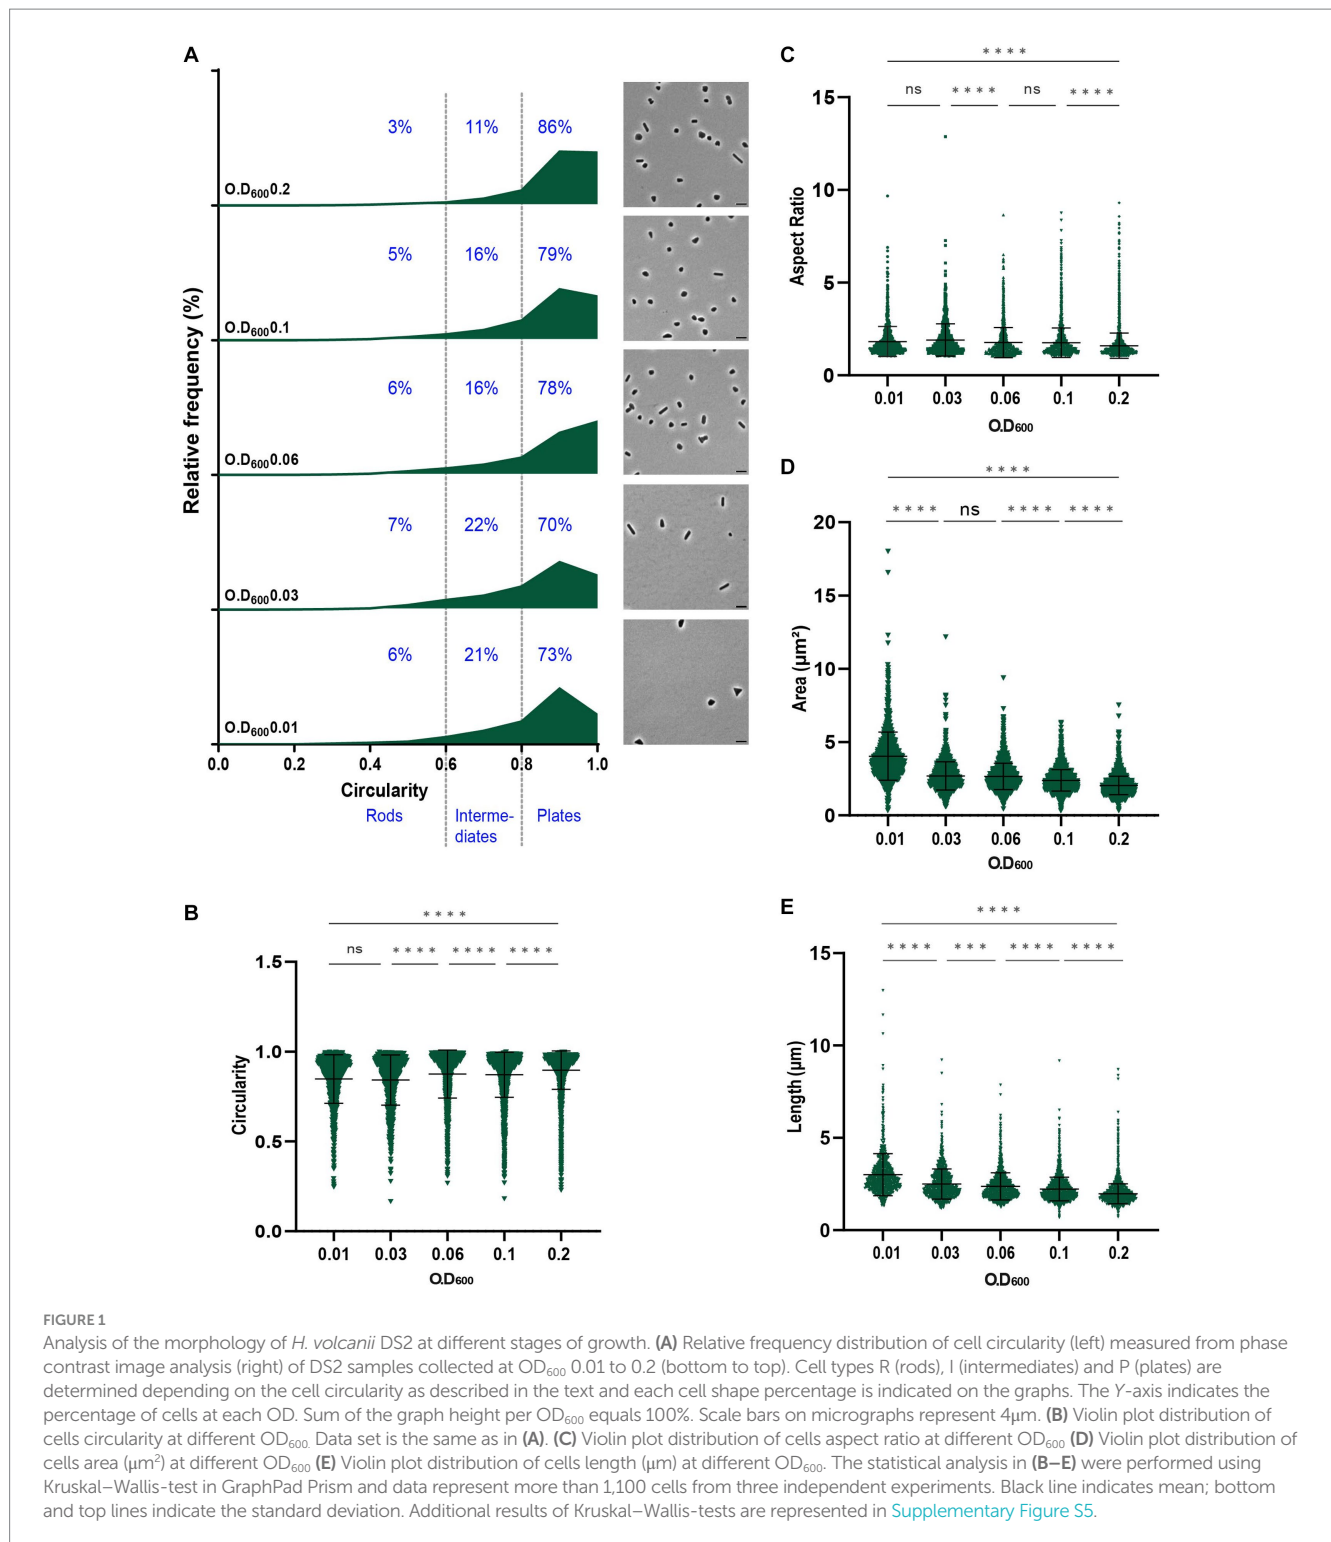 A
Relative frequency (%)
3% 11% 86%
O.D600 0.2
5% 16% 79%
O.D600 0.1
6% 16% 78%
O.D600 0.06
7% 22% 70%
O.D600 0.03
6% 21% 73%
O.D600 0.01
0.0 0.2 0.4 0.6 0.8 1.0
Circularity
Rods Interme- Plates
diates
B
****
ns **** **** ****
1.5
1.0
0.5
0.0
Circularity
0.01 0.03 0.06 0.1 0.2
O.D600
C
****
ns **** ns ****
15
10
5
0
Aspect Ratio
0.01 0.03 0.06 0.1 0.2
O.D600
D
****
**** ns **** ****
20
15
10
5
0
Area (µm²)
0.01 0.03 0.06 0.1 0.2
O.D600
E
****
**** *** **** ****
15
10
5
0
Length (µm)
0.01 0.03 0.06 0.1 0.2
O.D600
FIGURE 1
Analysis of the morphology of H. volcanii DS2 at different stages of growth. (A) Relative frequency distribution of cell circularity (left) measured from phase
contrast image analysis (right) of DS2 samples collected at OD600 0.01 to 0.2 (bottom to top). Cell types R (rods), I (intermediates) and P (plates) are
determined depending on the cell circularity as described in the text and each cell shape percentage is indicated on the graphs. The Y-axis indicates the
percentage of cells at each OD. Sum of the graph height per OD600 equals 100%. Scale bars on micrographs represent 4µm. (B) Violin plot distribution of
cells circularity at different OD600. Data set is the same as in (A). (C) Violin plot distribution of cells aspect ratio at different OD600 (D) Violin plot distribution of
cells area (µm²) at different OD600 (E) Violin plot distribution of cells length (µm) at different OD600. The statistical analysis in (B–E) were performed using
Kruskal–Wallis-test in GraphPad Prism and data represent more than 1,100 cells from three independent experiments. Black line indicates mean; bottom
and top lines indicate the standard deviation. Additional results of Kruskal–Wallis-tests are represented in Supplementary Figure S5.